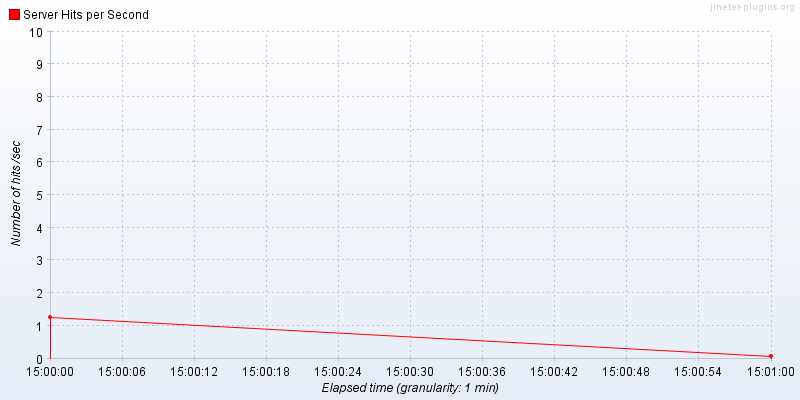 jmeter-plugins.org
Server Hits per Second
10
9
8
7
6
5
4
3
2
1
0
Number of hits /sec
15:00:00 15:00:06 15:00:12 15:00:18 15:00:24 15:00:30 15:00:36 15:00:42 15:00:48 15:00:54 15:01:00
Elapsed time (granularity: 1 min)